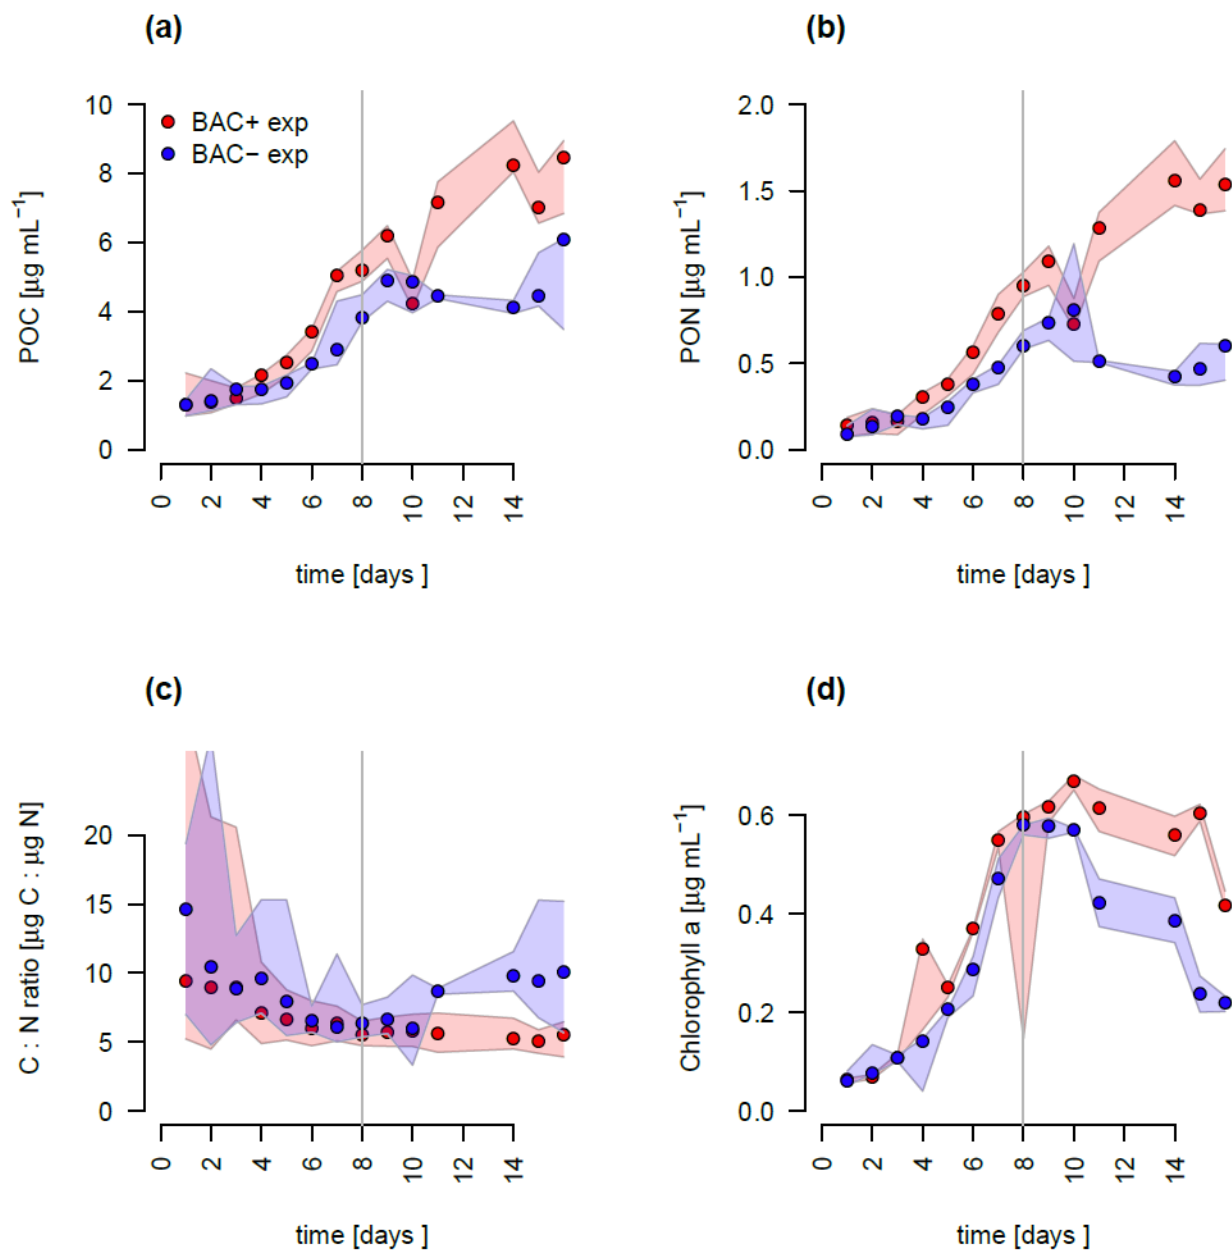 (a)
10
8
6
4
2
0
POC [µg mL⁻¹]
BAC+ exp
BAC− exp
0 2 4 6 8 10 12 14
time [days ]
(b)
2.0
1.5
1.0
0.5
0.0
PON [µg mL⁻¹]
0 2 4 6 8 10 12 14
time [days ]
(c)
20
15
10
5
0
C : N ratio [µg C : µg N]
0 2 4 6 8 10 12 14
time [days ]
(d)
0.6
0.4
0.2
0.0
Chlorophyll a [µg mL⁻¹]
0 2 4 6 8 10 12 14
time [days ]